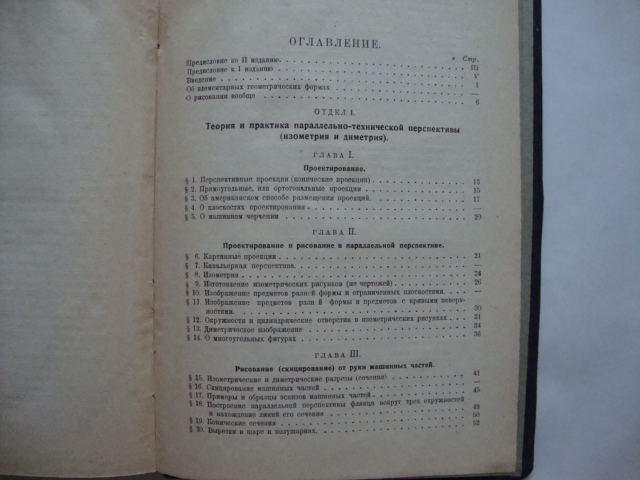 ОГЛАВЛЕНИЕ.
Стр.
Предисловие ко II изданию. III
Предисловие к I изданию V
Введение 1
Об элементарных геометрических формах —
О рисовании вообще 6
ОТДЕЛ I.
Теория и практика параллельно-технической перспективы
(изометрия и диметрия).
ГЛАВА I.
Проектирование.
§ 1. Перспективные проекции (конические проекции) 13
§ 2. Прямоугольные, или ортогональные проекции 15
§ 3. Об американском способе размещения проекций. 17
§ 4. О плоскостях проектирования —
§ 5. О машинном черчении 20
ГЛАВА II.
Проектирование и рисование в параллельной перспективе.
§ 6. Картинные проекции 21
§ 7. Кавальерная перспектива. —
§ 8. Изометрия 24
§ 9. Изготовление изометрических рисунков (не чертежей) 26
§ 10. Изображение предметов разной формы и ограниченных плоскостями.
§ 11. Изображение предметов разной формы и предметов с кривыми поверх-
ностями. 30
§ 12. Окружности и цилиндрические отверстия в изометрических рисунках 31
§ 13. Диметрическое изображение 34
§ 14. О многоугольных фигурах 36
ГЛАВА III.
Рисование (скицирование) от руки машинных частей.
§ 15. Изометрические и диметрические разрезы (сечения) 41
§ 16. Скицирование машинных частей —
§ 17. Примеры и образцы эскизов машинных частей 45
§ 18. Построение параллельной перспективы фланца вокруг трех окружностей
и нахождение линий его сечения 49
§ 19. Конические сечения 50
§ 20. Вырезки в шаре и полушариях. 52